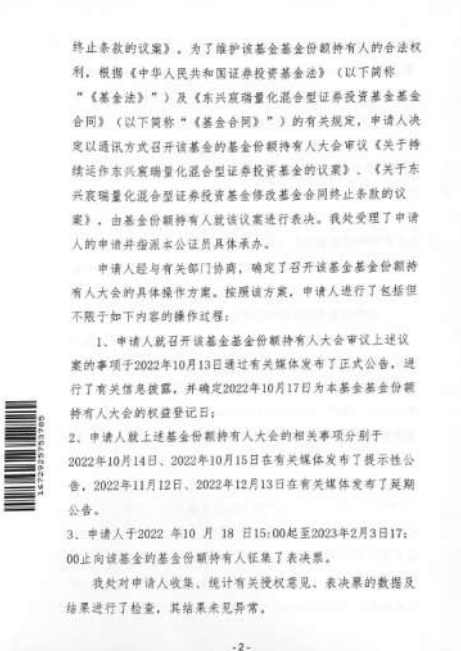 终止条款的议案》。为了维护该基金基金份额持有人的合法权
利，根据《中华人民共和国证券投资基金法》（以下简称
“《基金法》”）及《东兴宸瑞量化混合型证券投资基金基金
合同》（以下简称“《基金合同》”）的有关规定，申请人决
定以通讯方式召开该基金的基金份额持有人大会审议《关于持
续运作东兴宸瑞量化混合型证券投资基金的议案》、《关于东
兴宸瑞量化混合型证券投资基金修改基金合同终止条款的议
案》，由基金份额持有人就该议案进行表决。我处受理了申请
人的申请并指派本公证员具体承办。
申请人经与有关部门协商，确定了召开该基金基金份额持
有人大会的具体操作方案。按照该方案，申请人进行了包括但
不限于如下内容的操作过程：
1、申请人就召开该基金基金份额持有人大会审议上述议
案的事项于2022年10月13日通过有关媒体发布了正式公告，进
行了有关信息披露，并确定2022年10月17日为本基金基金份额
持有人大会的权益登记日；
2、申请人就上述基金份额持有人大会的相关事项分别于
2022年10月14日、2022年10月15日在有关媒体发布了提示性公
告，2022年11月12日、2022年12月13日在有关媒体发布了延期
公告。
3、申请人于2022 年10 月 18 日15:00起至2023年2月3日17:
00止向该基金的基金份额持有人征集了表决票。
我处对申请人收集、统计有关授权意见、表决票的数据及
结果进行了检查，其结果未见异常。
1672925753785
-2-